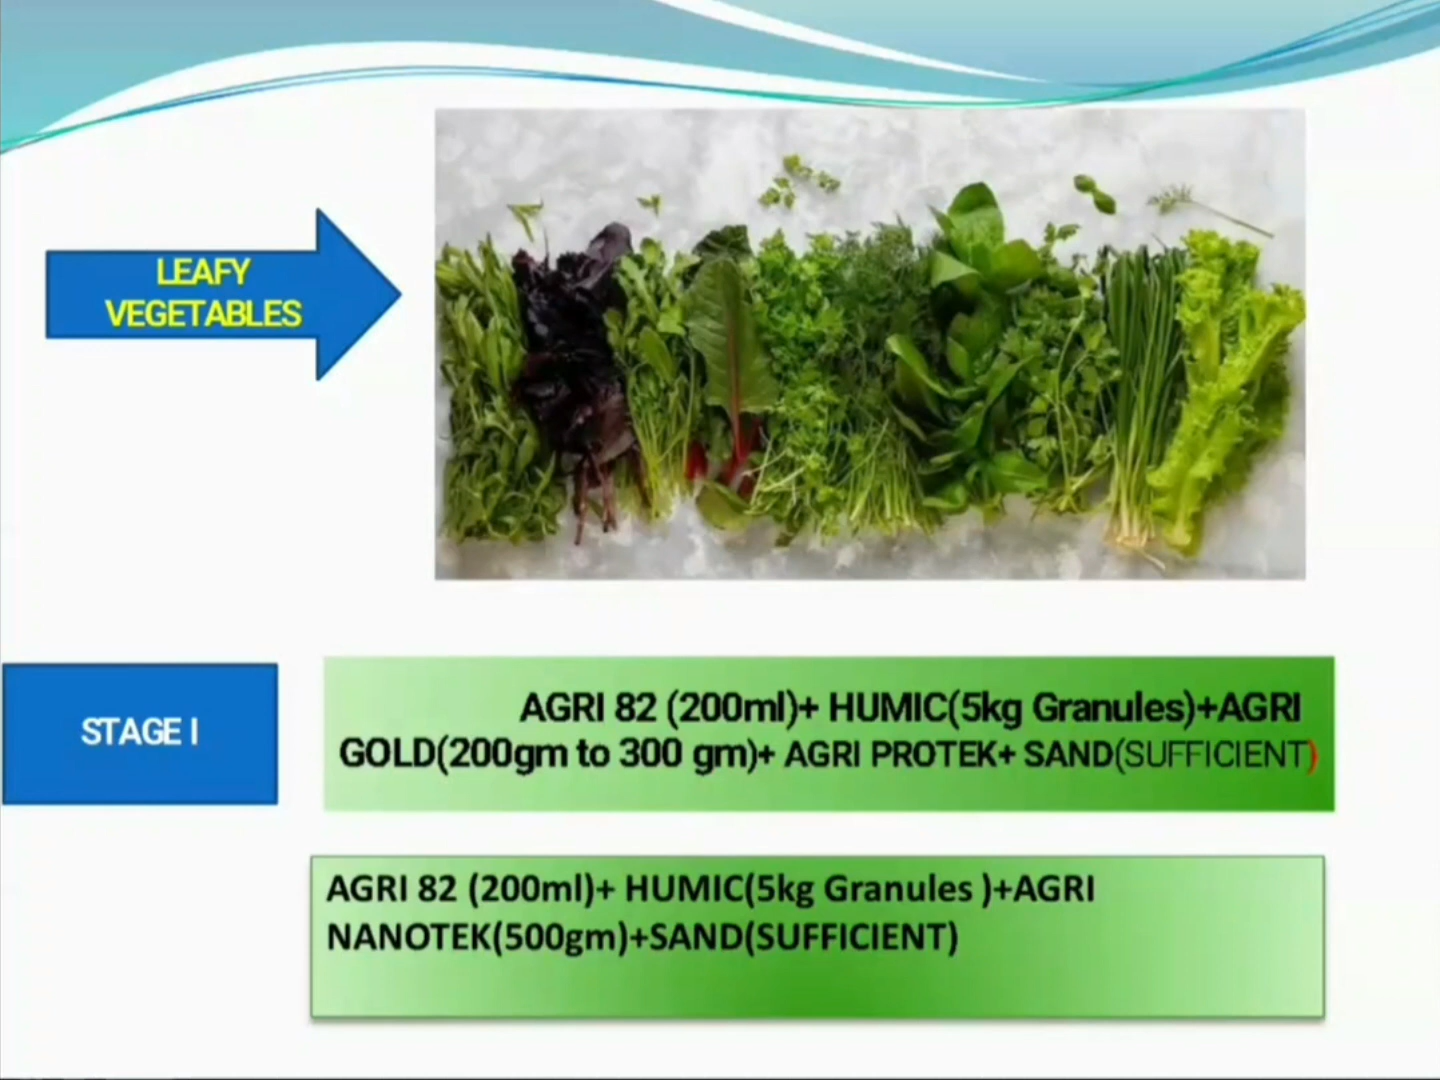 LEAFY
VEGETABLES
STAGE I
AGRI 82 (200ml)+ HUMIC(5kg Granules)+AGRI
GOLD(200gm to 300 gm)+ AGRI PROTEK+ SAND(SUFFICIENT)
AGRI 82 (200ml)+ HUMIC(5kg Granules )+AGRI
NANOTEK(500gm)+SAND(SUFFICIENT)